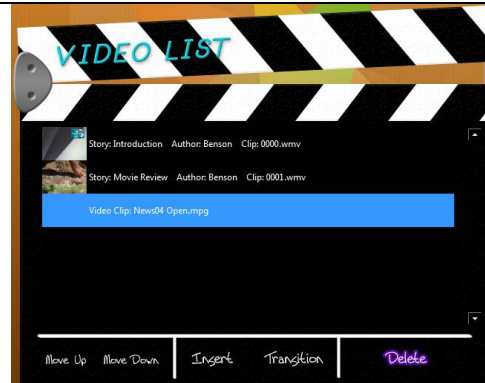 VIDEO LIST
Story: Introduction Author: Benson Clip: 0000.wmv
Story: Movie Review Author: Benson Clip: 0001.wmv
Video Clip: News04 Open.mpg
Move Up Move Down Insert Transition Delete